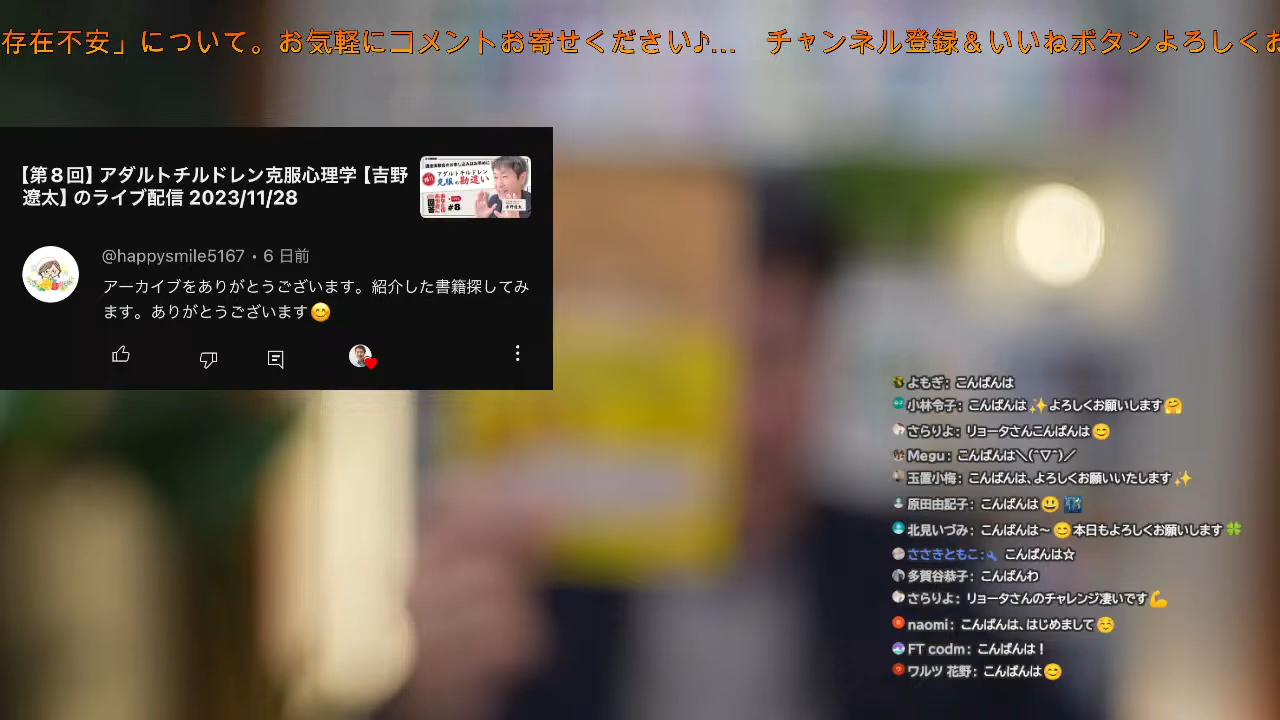 存在不安」について。お気軽にコメントお寄せください♪... チャンネル登録＆いいねボタンよろしくお
【第８回】アダルトチルドレン克服心理学【吉野
遼太】のライブ配信 2023/11/28
アダルトチルドレン
克服の勘違い
#8
@happysmile5167・6 日前
アーカイブをありがとうございます。紹介した書籍探してみ
ます。ありがとうございます😊
よもぎ： こんばんは
小林令子： こんばんは✨よろしくお願いします🤗
さらりよ： リョータさんこんばんは😊
Megu： こんばんは＼(^▽^)／
玉置小梅： こんばんは、よろしくお願いいたします✨
原田由記子： こんばんは😃🌃
北見いづみ： こんばんは〜😊本日もよろしくお願いします🍀
ささきともこ：🔧 こんばんは☆
多賀谷恭子： こんばんわ
さらりよ： リョータさんのチャレンジ凄いです💪
naomi： こんばんは、はじめまして☺️
FT codm： こんばんは！
ワルツ 花野： こんばんは😊